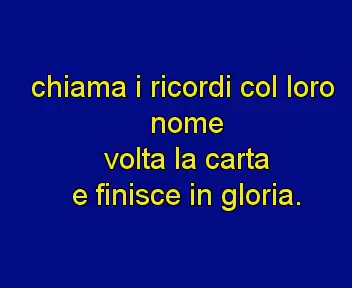 chiama i ricordi col loro
nome
volta la carta
e finisce in gloria.